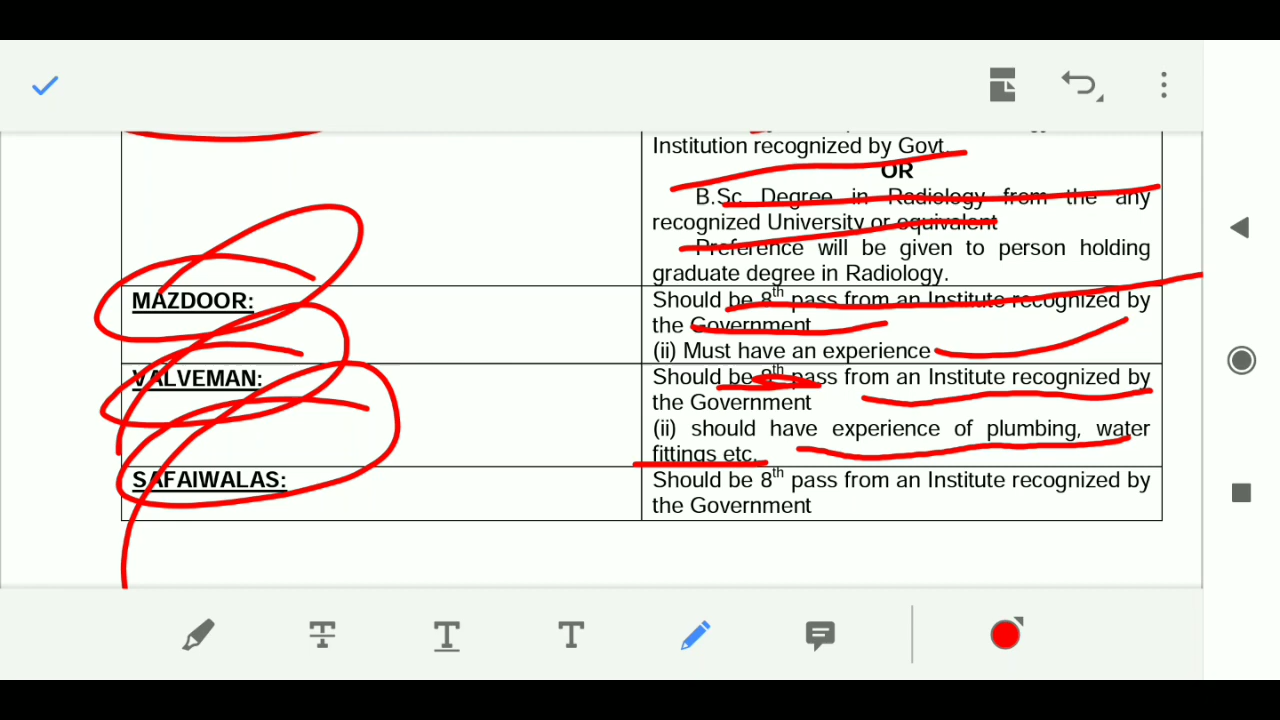 Institution recognized by Govt.
OR
B.Sc Degree in Radiology from the any
recognized University or equivalent
Preference will be given to person holding
graduate degree in Radiology.
MAZDOOR:
Should be 8th pass from an Institute recognized by
the Government
(ii) Must have an experience
VALVEMAN:
Should be 8th pass from an Institute recognized by
the Government
(ii) should have experience of plumbing, water
fittings etc.
SAFAIWALAS:
Should be 8th pass from an Institute recognized by
the Government